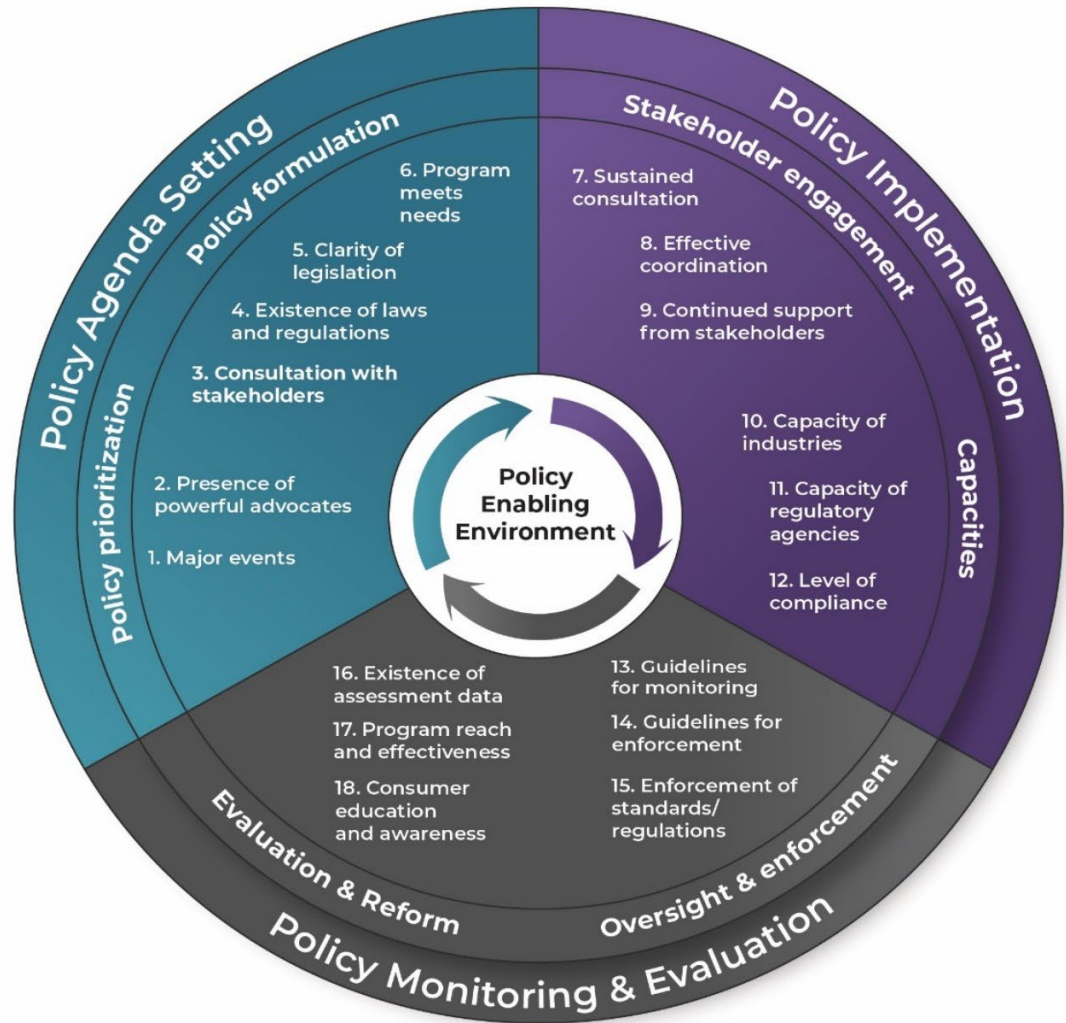 Policy Agenda Setting
Policy formulation
Policy prioritization
6. Program
meets
needs
5. Clarity of
legislation
4. Existence of laws
and regulations
3. Consultation with
stakeholders
2. Presence of
powerful advocates
1. Major events
Policy Implementation
Stakeholder engagement
Capacities
7. Sustained
consultation
8. Effective
coordination
9. Continued support
from stakeholders
10. Capacity of
industries
11. Capacity of
regulatory
agencies
12. Level of
compliance
Policy
Enabling
Environment
13. Guidelines
for monitoring
14. Guidelines for
enforcement
15. Enforcement of
standards/
regulations
16. Existence of
assessment data
17. Program reach
and effectiveness
18. Consumer
education
and awareness
Evaluation & Reform
Oversight & enforcement
Policy Monitoring & Evaluation